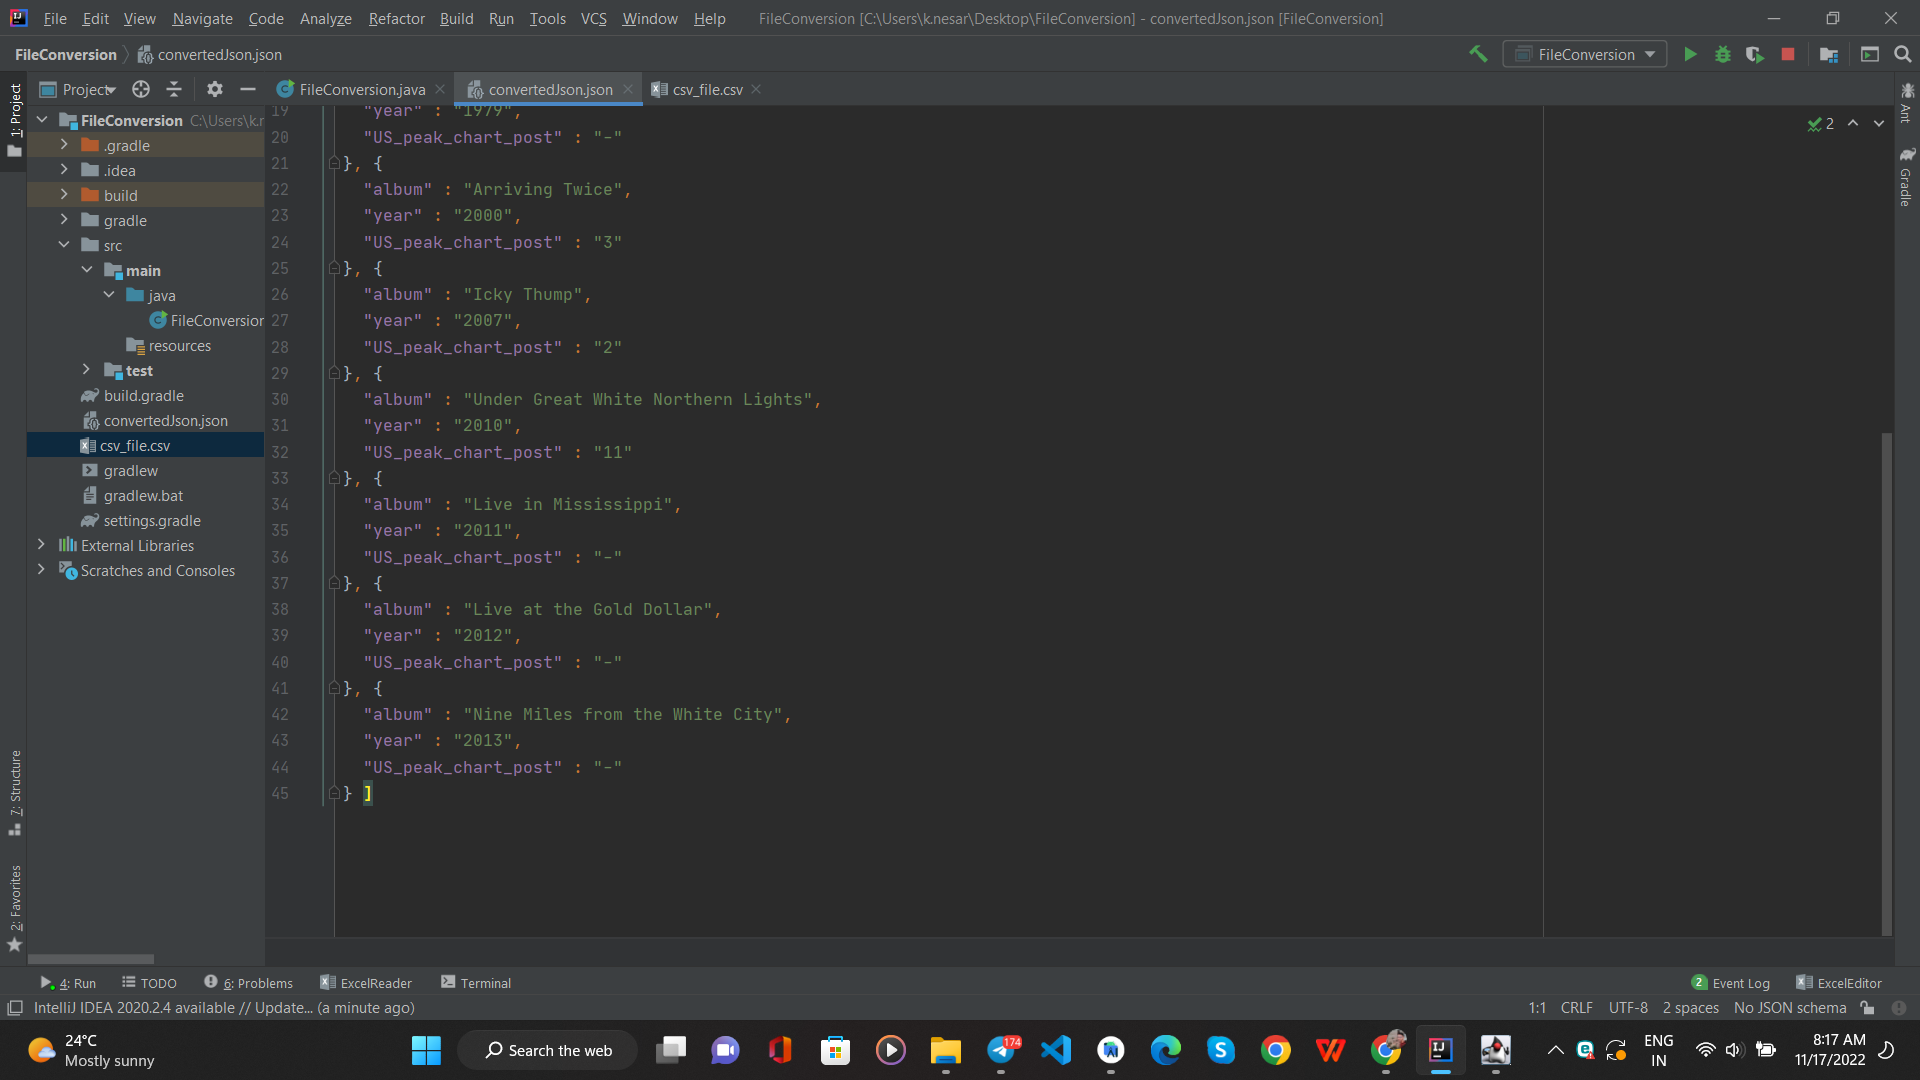 File Edit View Navigate Code Analyze Refactor Build Run Tools VCS Window Help FileConversion [C:\Users\k.nesar\Desktop\FileConversion] - convertedJson.json [FileConversion]
FileConversion convertedJson.json FileConversion
Project FileConversion.java convertedJson.json csv_file.csv
1: Project
7: Structure
2: Favorites
FileConversion C:\Users\k.r
.gradle
.idea
build
gradle
src
main
java
FileConversior
resources
test
build.gradle
convertedJson.json
csv_file.csv
gradlew
gradlew.bat
settings.gradle
External Libraries
Scratches and Consoles
19 "year" : "1979",
20 "US_peak_chart_post" : "-"
21 }, {
22 "album" : "Arriving Twice",
23 "year" : "2000",
24 "US_peak_chart_post" : "3"
25 }, {
26 "album" : "Icky Thump",
27 "year" : "2007",
28 "US_peak_chart_post" : "2"
29 }, {
30 "album" : "Under Great White Northern Lights",
31 "year" : "2010",
32 "US_peak_chart_post" : "11"
33 }, {
34 "album" : "Live in Mississippi",
35 "year" : "2011",
36 "US_peak_chart_post" : "-"
37 }, {
38 "album" : "Live at the Gold Dollar",
39 "year" : "2012",
40 "US_peak_chart_post" : "-"
41 }, {
42 "album" : "Nine Miles from the White City",
43 "year" : "2013",
44 "US_peak_chart_post" : "-"
45 } ]
2
Ant
Gradle
4: Run TODO 6: Problems ExcelReader Terminal 2 Event Log ExcelEditor
IntelliJ IDEA 2020.2.4 available // Update... (a minute ago) 1:1 CRLF UTF-8 2 spaces No JSON schema
24°C
Mostly sunny
Search the web
174
ENG
IN
8:17 AM
11/17/2022